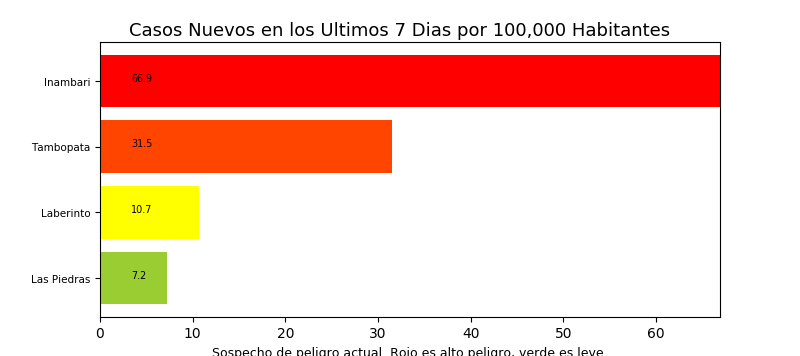 Casos Nuevos en los Ultimos 7 Dias por 100,000 Habitantes
Inambari 66.9
Tambopata 31.5
Laberinto 10.7
Las Piedras 7.2
0 10 20 30 40 50 60
Sospecho de peligro actual. Rojo es alto peligro, verde es leve